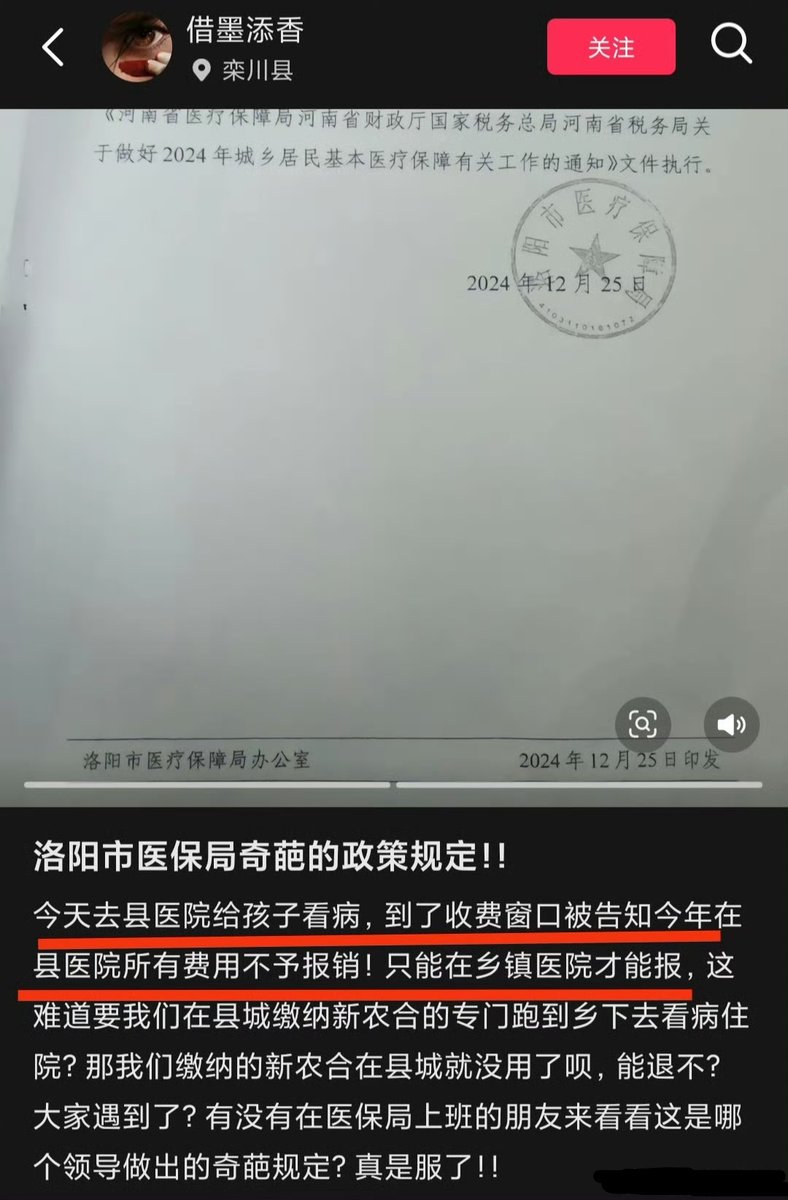 借墨添香
栾川县
关注
《河南省医疗保障局河南省财政厅国家税务总局河南省税务局关
于做好2024年城乡居民基本医疗保障有关工作的通知》文件执行。
洛阳市医疗保障局
2024年12月25日
4103110101072
洛阳市医疗保障局办公室
2024年12月25日印发
洛阳市医保局奇葩的政策规定!!
今天去县医院给孩子看病,到了收费窗口被告知今年在
县医院所有费用不予报销!只能在乡镇医院才能报,这
难道要我们在县城缴纳新农合的专门跑到乡下去看病住
院?那我们缴纳的新农合在县城就没用了呗,能退不?
大家遇到了?有没有在医保局上班的朋友来看看这是哪
个领导做出的奇葩规定?真是服了!!